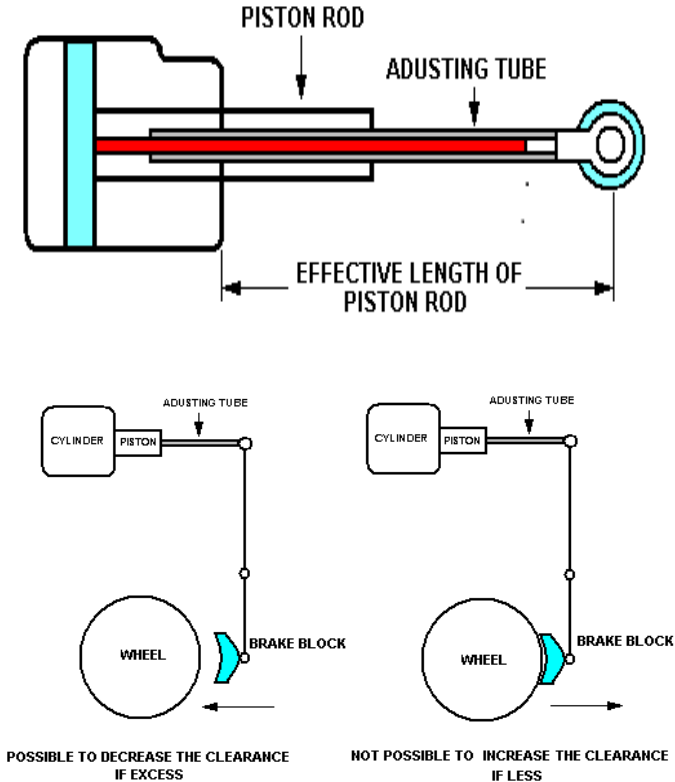 PISTON ROD
ADUSTING TUBE
EFFECTIVE LENGTH OF
PISTON ROD
ADUSTING TUBE
CYLINDER
PISTON
WHEEL
BRAKE BLOCK
POSSIBLE TO DECREASE THE CLEARANCE
IF EXCESS
ADUSTING TUBE
CYLINDER
PISTON
WHEEL
BRAKE BLOCK
NOT POSSIBLE TO INCREASE THE CLEARANCE
IF LESS